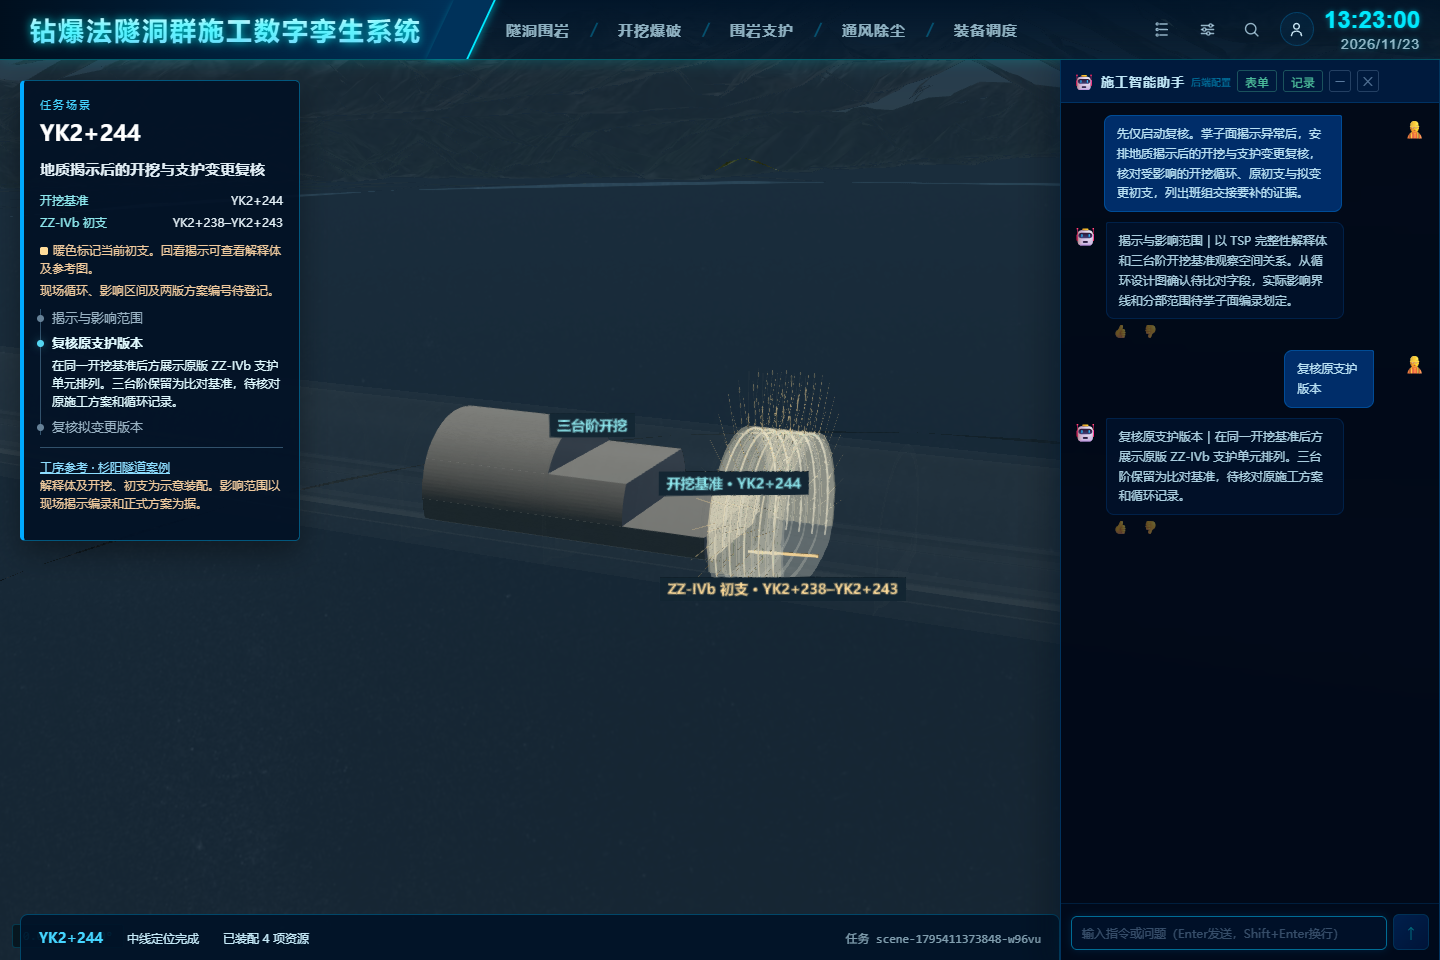 钻爆法隧洞群施工数字孪生系统
隧洞围岩 / 开挖爆破 / 围岩支护 / 通风除尘 / 装备调度
13:23:00
2026/11/23
任务场景
YK2+244
地质揭示后的开挖与支护变更复核
开挖基准 YK2+244
ZZ-IVb 初支 YK2+238—YK2+243
暖色标记当前初支。回看揭示可查看解释体
及参考图。
现场循环、影响区间及两版方案编号待登记。
揭示与影响范围
复核原支护版本
在同一开挖基准后方展示原版 ZZ-IVb 支护
单元排列。三台阶保留为比对基准，待核对
原施工方案和循环记录。
复核拟变更版本
工序参考 · 杉阳隧道案例
解释体及开挖、初支为示意装配。影响范围以
现场揭示编录和正式方案为据。
三台阶开挖
开挖基准 • YK2+244
ZZ-IVb 初支 • YK2+238—YK2+243
YK2+244 中线定位完成 已装配 4 项资源 任务 scene-1795411373848-w96vu
施工智能助手 后端配置 表单 记录
先仅启动复核。掌子面揭示异常后，安
排地质揭示后的开挖与支护变更复核，
核对受影响的开挖循环、原初支与拟变
更初支，列出班组交接要补的证据。
揭示与影响范围 | 以 TSP 完整性解释体
和三台阶开挖基准观察空间关系。从循
环设计图确认待比对字段，实际影响界
线和分部范围待掌子面编录划定。
复核原支护
版本
复核原支护版本 | 在同一开挖基准后方
展示原版 ZZ-IVb 支护单元排列。三台
阶保留为比对基准，待核对原施工方案
和循环记录。
输入指令或问题（Enter发送，Shift+Enter换行）